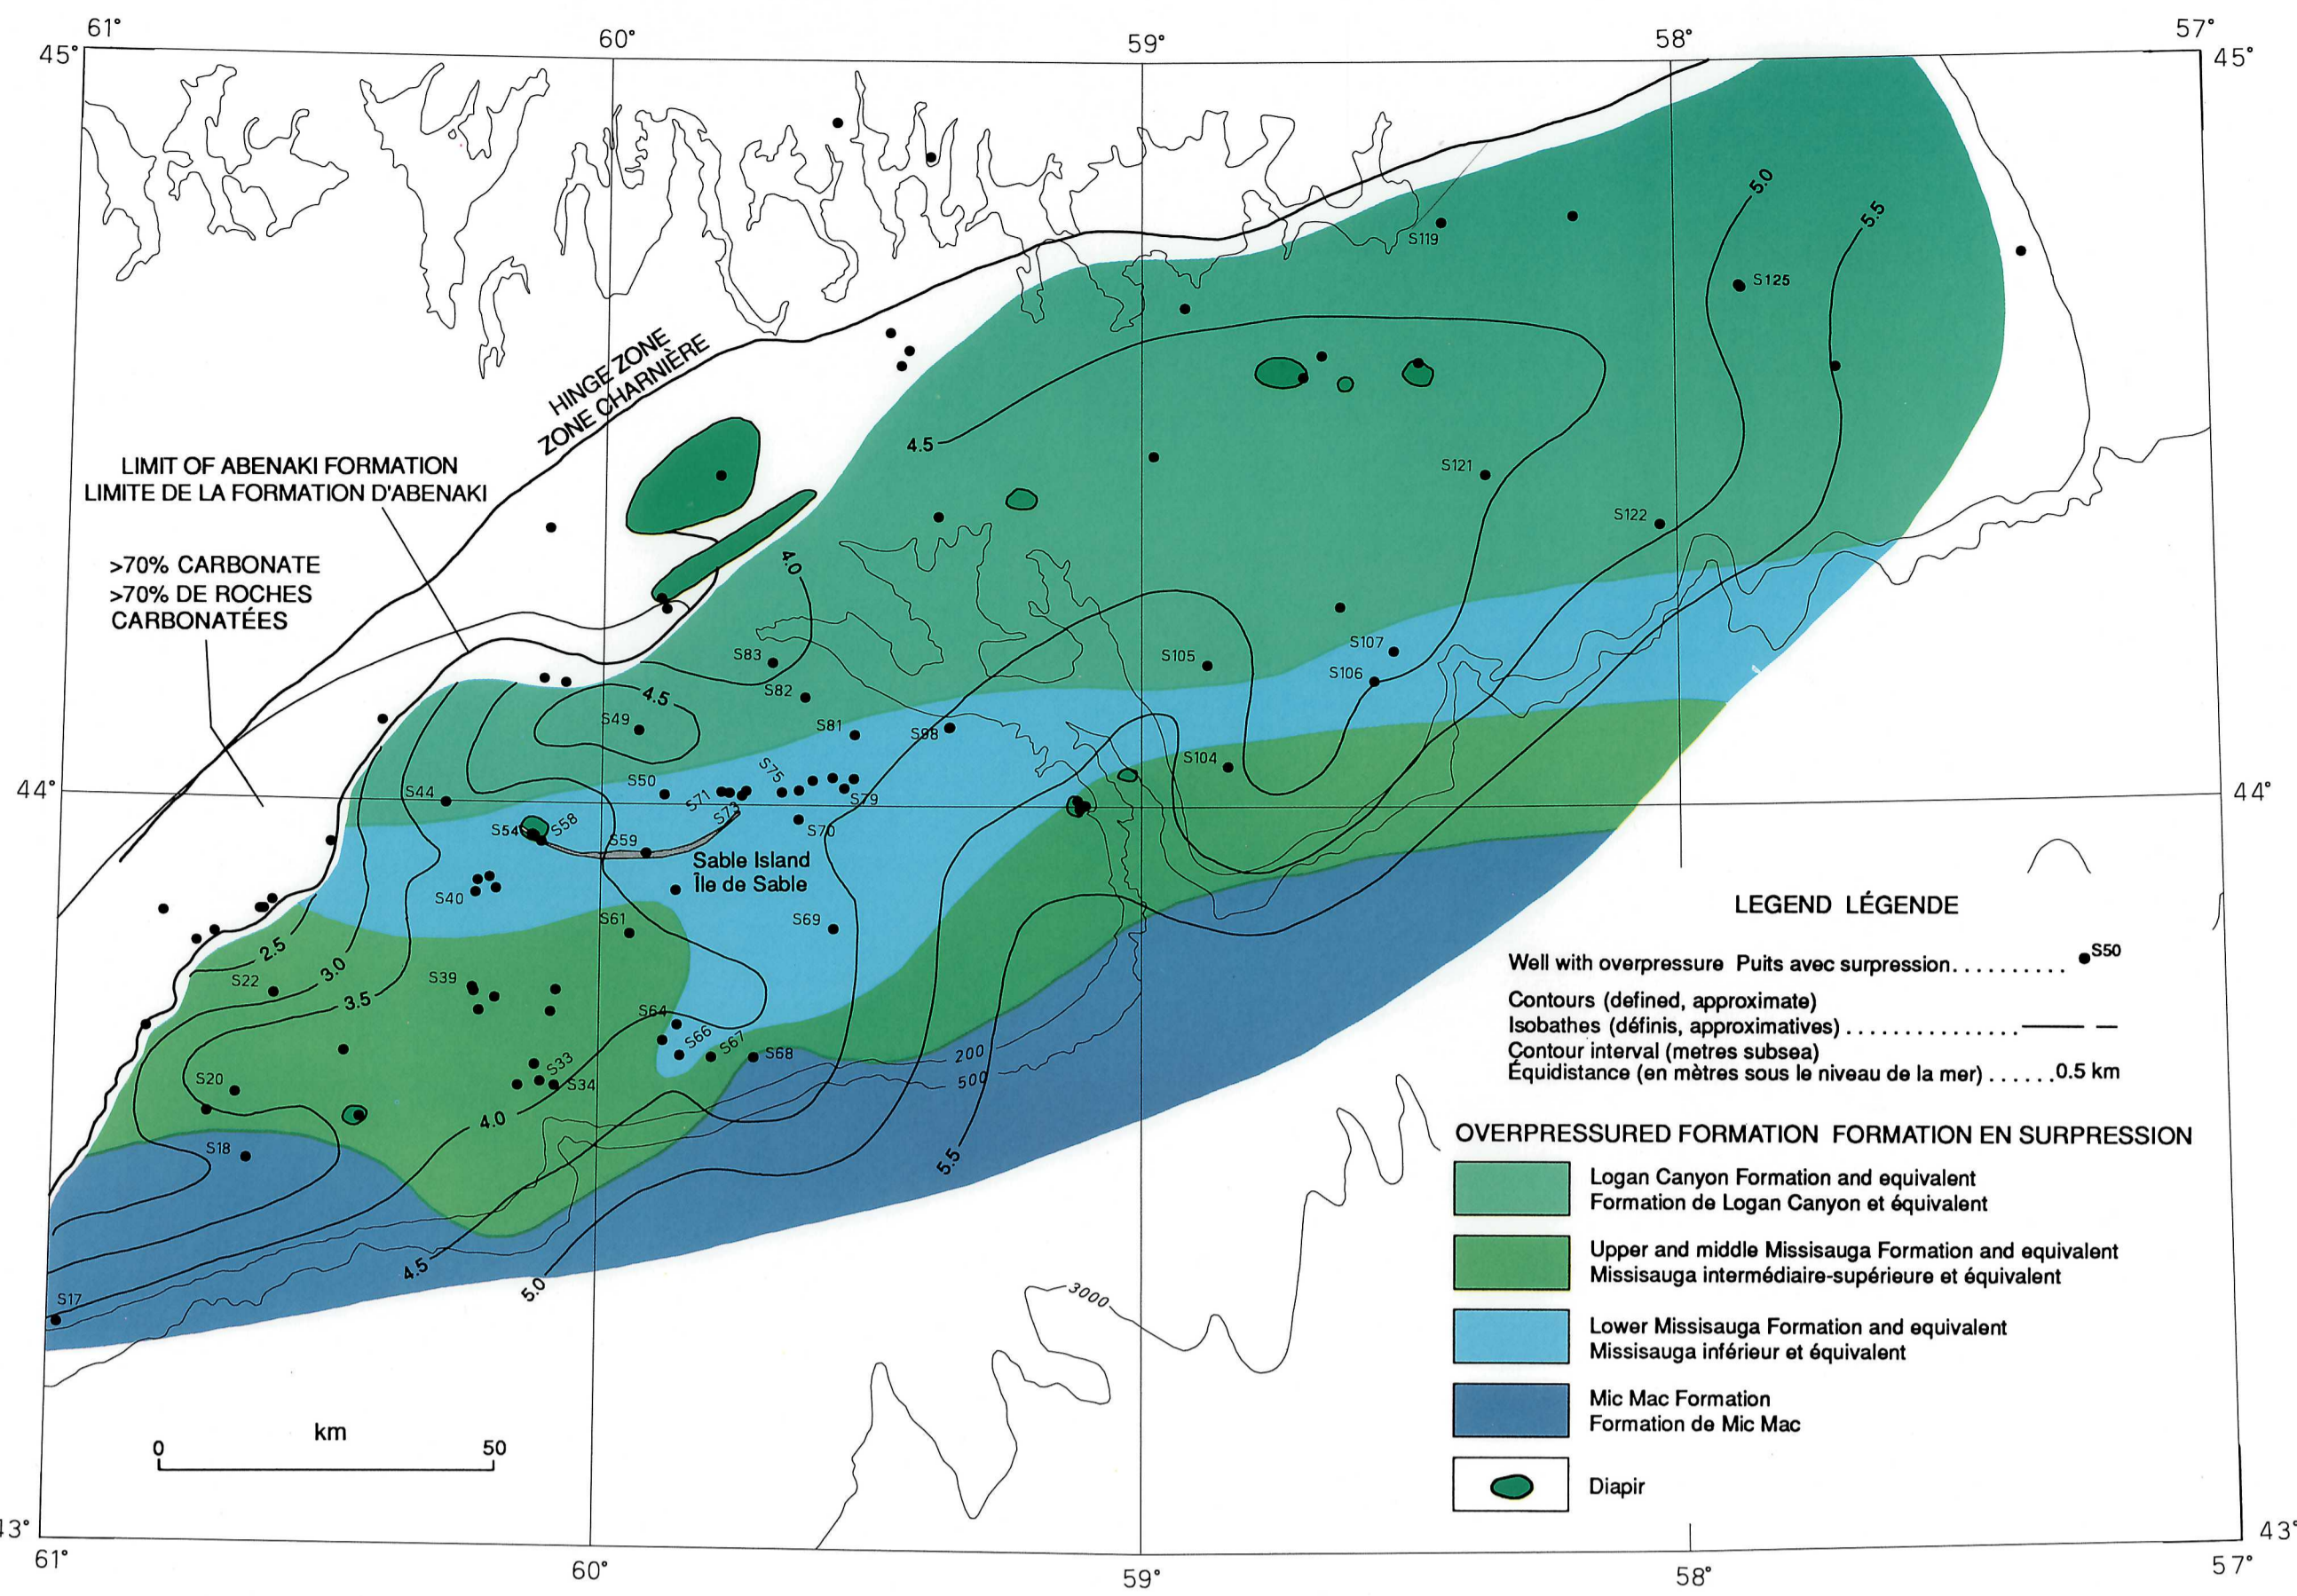 61°
60°
59°
58°
57°
45°
45°
5.0
5.5
S119
S125
HINGE ZONE
ZONE CHARNIÈRE
4.5
LIMIT OF ABENAKI FORMATION
LIMITE DE LA FORMATION D'ABENAKI
S121
S122
>70% CARBONATE
>70% DE ROCHES
CARBONATÉES
4.0
S83
S105
S107
S106
S82
4.5
S49
S81
S98
S104
S75
S50
44°
44°
S44
S71
S73
S79
S54
S58
S59
S70
Sable Island
Île de Sable
S40
S61
S69
2.5
3.0
3.5
S22
S39
S64
S66
S67
S68
200
500
S20
S33
S34
4.0
S18
5.5
4.5
5.0
S17
3000
LEGEND LÉGENDE
Well with overpressure Puits avec surpression.......... S50
Contours (defined, approximate)
Isobathes (définis, approximatives)...............
Contour interval (metres subsea)
Équidistance (en mètres sous le niveau de la mer)......0.5 km
OVERPRESSURED FORMATION FORMATION EN SURPRESSION
Logan Canyon Formation and equivalent
Formation de Logan Canyon et équivalent
Upper and middle Missisauga Formation and equivalent
Missisauga intermédiaire-supérieure et équivalent
Lower Missisauga Formation and equivalent
Missisauga inférieur et équivalent
Mic Mac Formation
Formation de Mic Mac
Diapir
km
0
50
3°
43°
61°
60°
59°
58°
57°